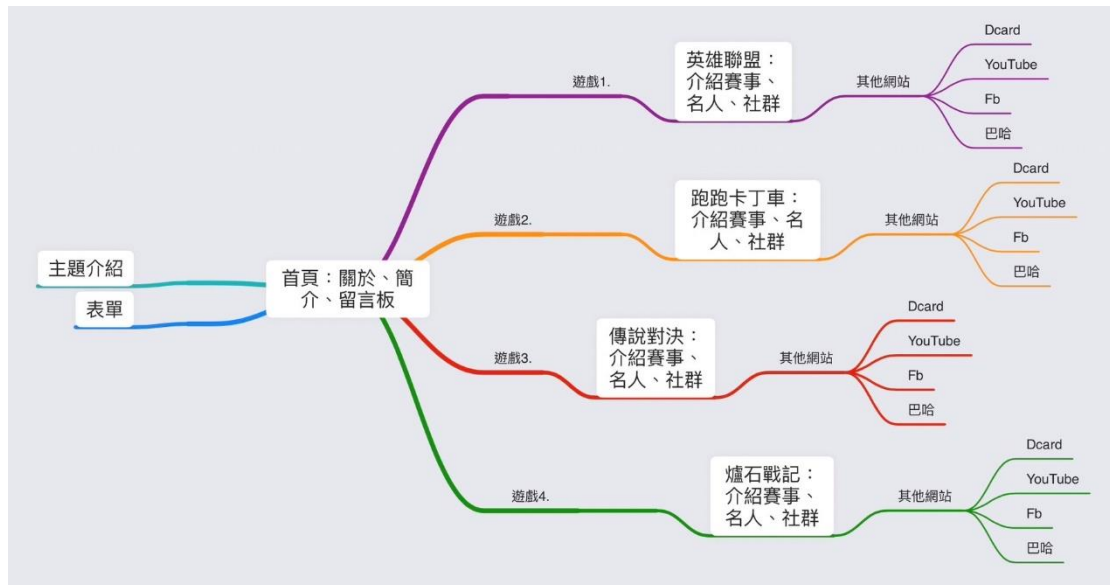 主題介紹
表單
首頁：關於、簡
介、留言板
遊戲1.
英雄聯盟：
介紹賽事、
名人、社群
其他網站
Dcard
YouTube
Fb
巴哈
遊戲2.
跑跑卡丁車：
介紹賽事、名
人、社群
其他網站
Dcard
YouTube
Fb
巴哈
遊戲3.
傳說對決：
介紹賽事、
名人、社群
其他網站
Dcard
YouTube
Fb
巴哈
遊戲4.
爐石戰記：
介紹賽事、
名人、社群
其他網站
Dcard
YouTube
Fb
巴哈